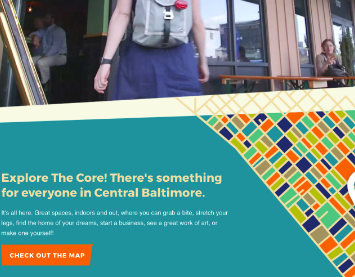 Explore The Core! There's something
for everyone in Central Baltimore.
It's all here. Great spaces, indoors and out, where you can grab a bite, stretch your
legs, find the home of your dreams, start a business, see a great work of art, or
make one yourself!
CHECK OUT THE MAP